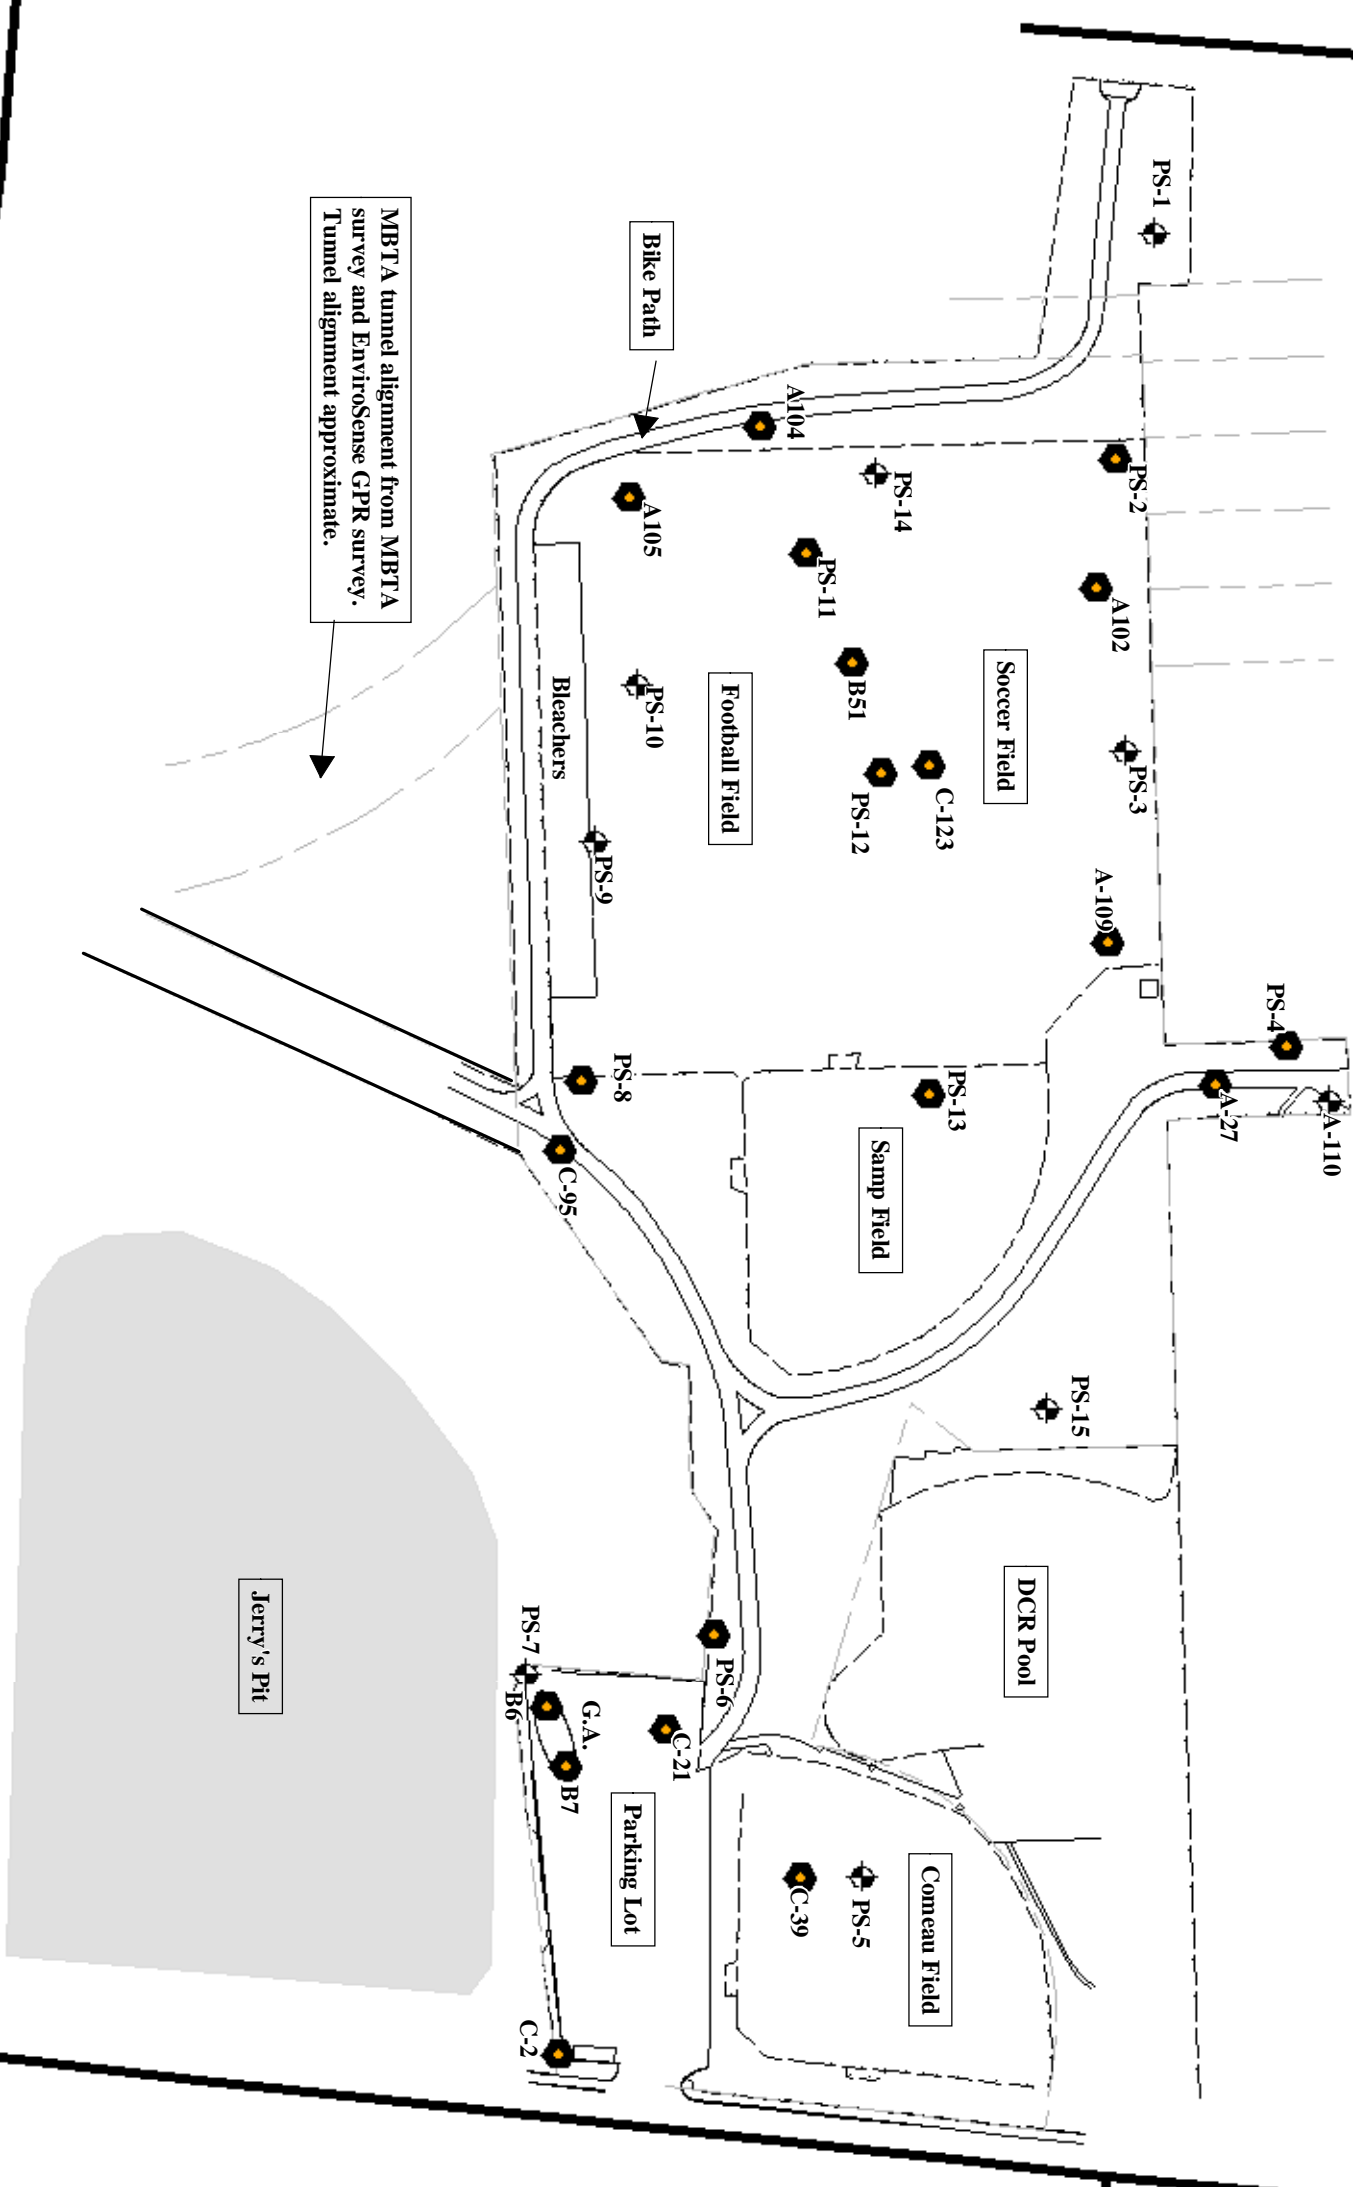 PS-1
MBTA tunnel alignment from MBTA
survey and EnviroSense GPR survey.
Tunnel alignment approximate.
Bike Path
A104
PS-2
PS-14
A105
PS-11
A102
B51
Soccer Field
Football Field
PS-10
Bleachers
PS-3
C-123
PS-12
PS-9
A-109
PS-4
A-27
A-110
PS-8
PS-13
C-95
Samp Field
PS-15
DCR Pool
Jerry's Pit
PS-6
PS-7
B6
G.A.
B7
C-21
Parking Lot
C-39
PS-5
Comeau Field
C-2